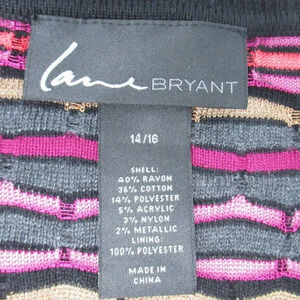 Lane BRYANT
14/16
SHELL:
40% RAYON
36% COTTON
14% POLYESTER
5% ACRYLIC
3% NYLON
2% METALLIC
LINING:
100% POLYESTER
MADE IN
CHINA